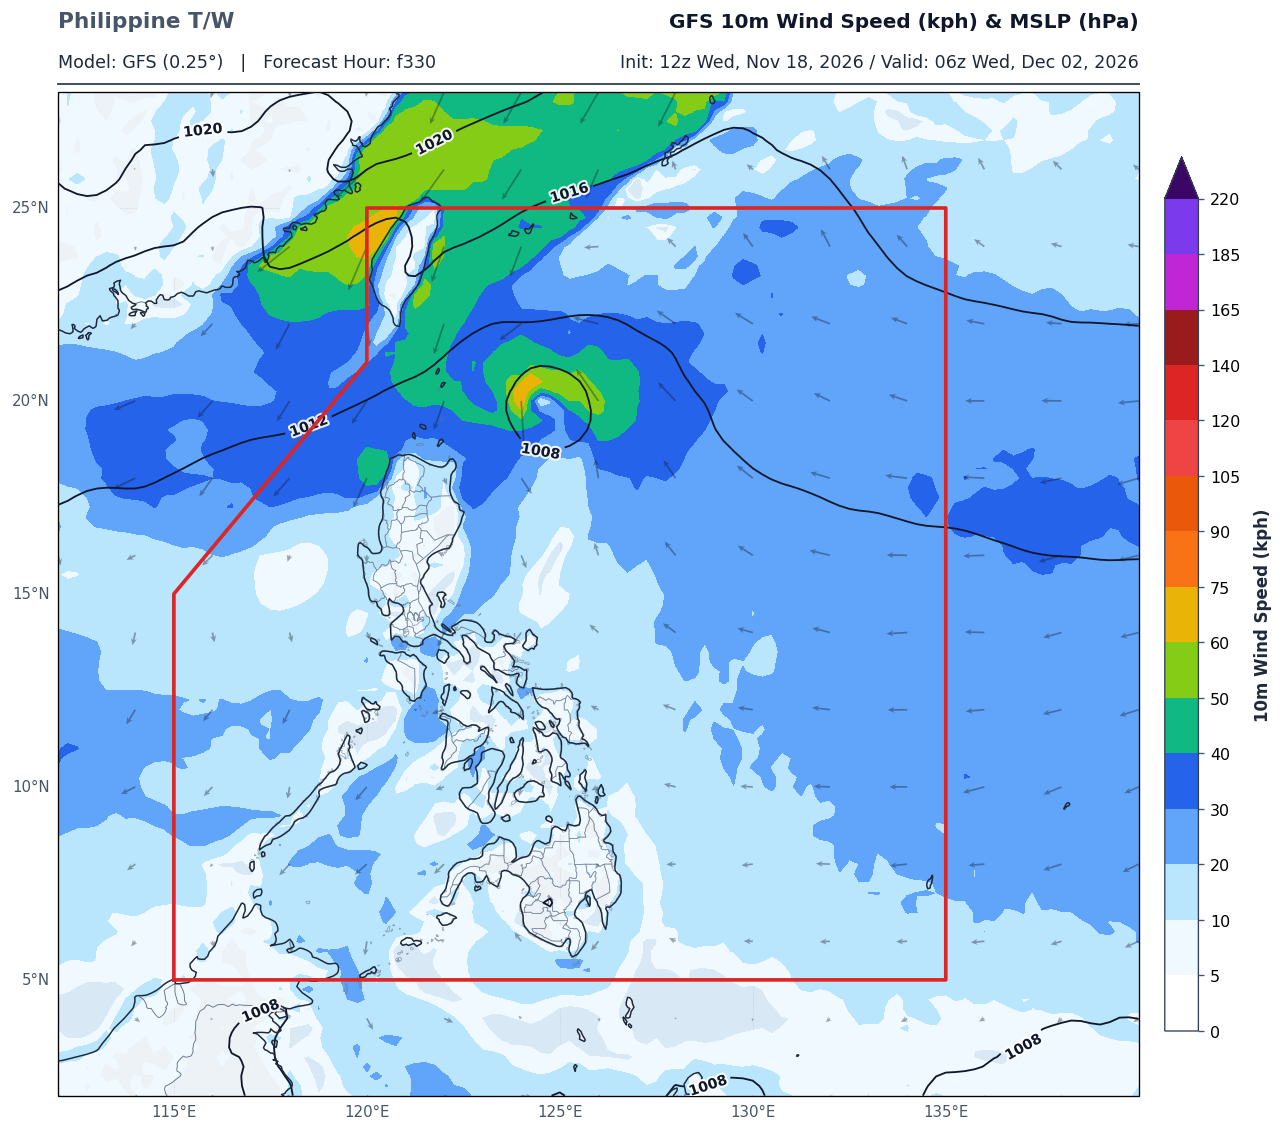 Philippine T/W
GFS 10m Wind Speed (kph) & MSLP (hPa)
Model: GFS (0.25°) | Forecast Hour: f330
Init: 12z Wed, Nov 18, 2026 / Valid: 06z Wed, Dec 02, 2026
1020
1020
1016
1012
1008
1008
1008
1008
25°N
20°N
15°N
10°N
5°N
115°E
120°E
125°E
130°E
135°E
220
185
165
140
120
105
90
75
60
50
40
30
20
10
5
0
10m Wind Speed (kph)